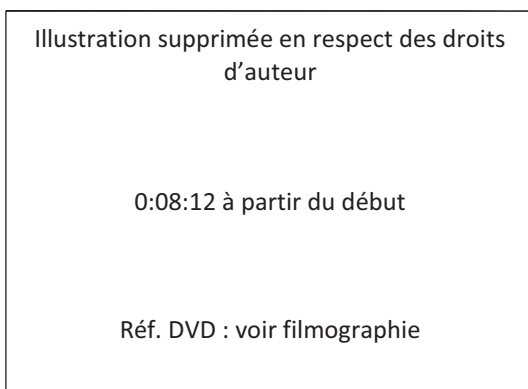 Illustration supprimée en respect des droits
d’auteur
0:08:12 à partir du début
Réf. DVD : voir filmographie